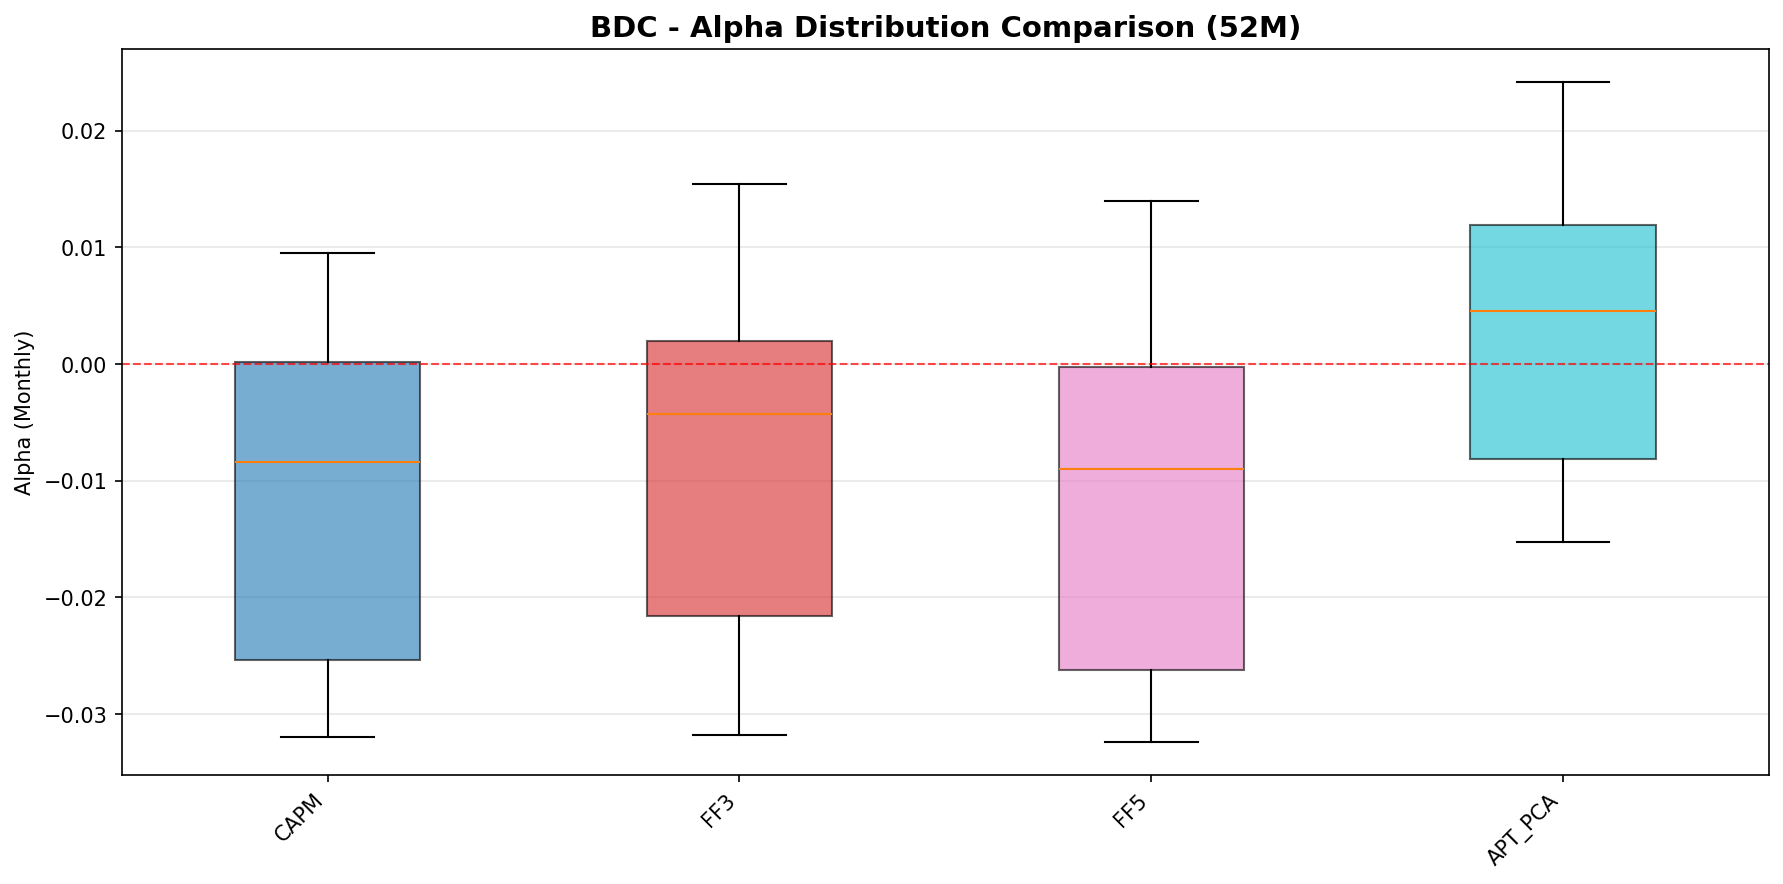 BDC - Alpha Distribution Comparison (52M)
Alpha (Monthly)
0.02
0.01
0.00
−0.01
−0.02
−0.03
CAPM
FF3
FF5
APT_PCA